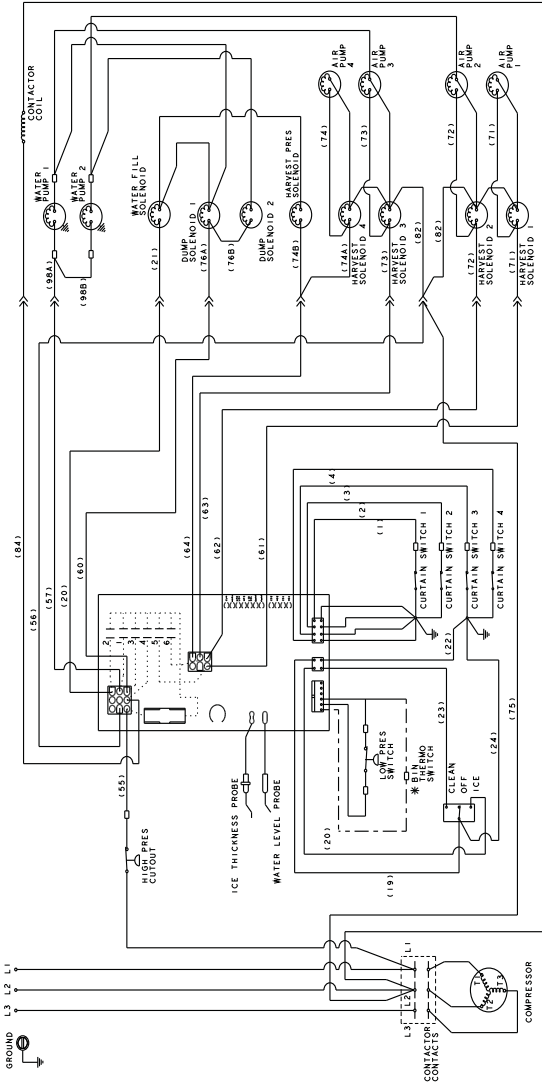 CONTACTOR
COIL
WATER
PUMP 1
WATER
PUMP 2
(98A)
(98B)
WATER FILL
SOLENOID
(21)
DUMP
SOLENOID 1
(76A)
(76B)
DUMP
SOLENOID 2
HARVEST PRES
SOLENOID
(74B)
AIR
PUMP
4
(74)
AIR
PUMP
3
(73)
(74A)
HARVEST
SOLENOID 4
(73)
HARVEST
SOLENOID 3
(82)
AIR
PUMP
2
(72)
AIR
PUMP
1
(71)
(82)
(72)
HARVEST
SOLENOID 2
(71)
HARVEST
SOLENOID 1
(84)
(56)
(57)
(20)
(60)
(64)
(63)
(62)
(61)
2
1
3
4
5
6
(4)
(3)
(2)
(1)
CURTAIN SWITCH 1
CURTAIN SWITCH 2
CURTAIN SWITCH 3
CURTAIN SWITCH 4
(22)
(23)
(24)
(75)
(55)
HIGH PRES
CUTOUT
ICE THICKNESS PROBE
WATER LEVEL PROBE
LOW PRES
SWITCH
✳ BIN
THERMO
SWITCH
CLEAN
OFF
ICE
(20)
(19)
L3 L2 L1
GROUND
L1
L2
L3
CONTACTOR
CONTACTS
T1
T2
T3
COMPRESSOR